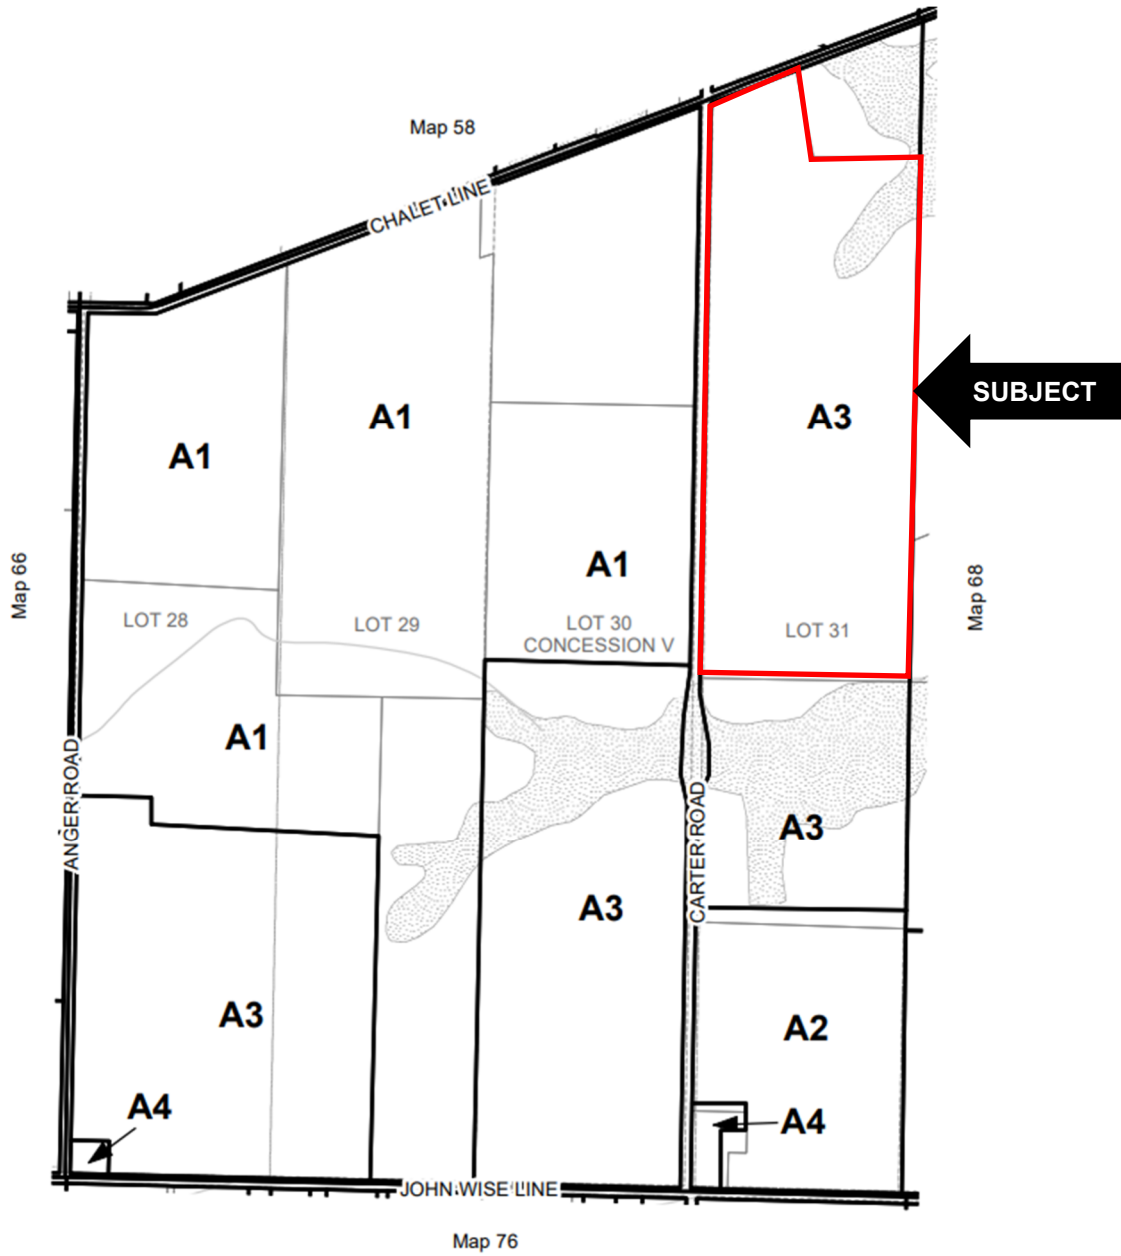 Map 58
CHALET LINE
SUBJECT
A1
A3
A1
Map 66
A1
Map 68
LOT 28
LOT 29
LOT 30
CONCESSION V
LOT 31
A1
ANGER ROAD
CARTER ROAD
A3
A3
A3
A2
A4
A4
JOHN WISE LINE
Map 76